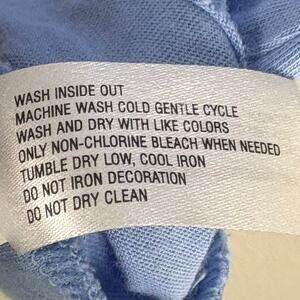 WASH INSIDE OUT
MACHINE WASH COLD GENTLE CYCLE
WASH AND DRY WITH LIKE COLORS
ONLY NON-CHLORINE BLEACH WHEN NEEDED
TUMBLE DRY LOW, COOL IRON
DO NOT IRON DECORATION
DO NOT DRY CLEAN